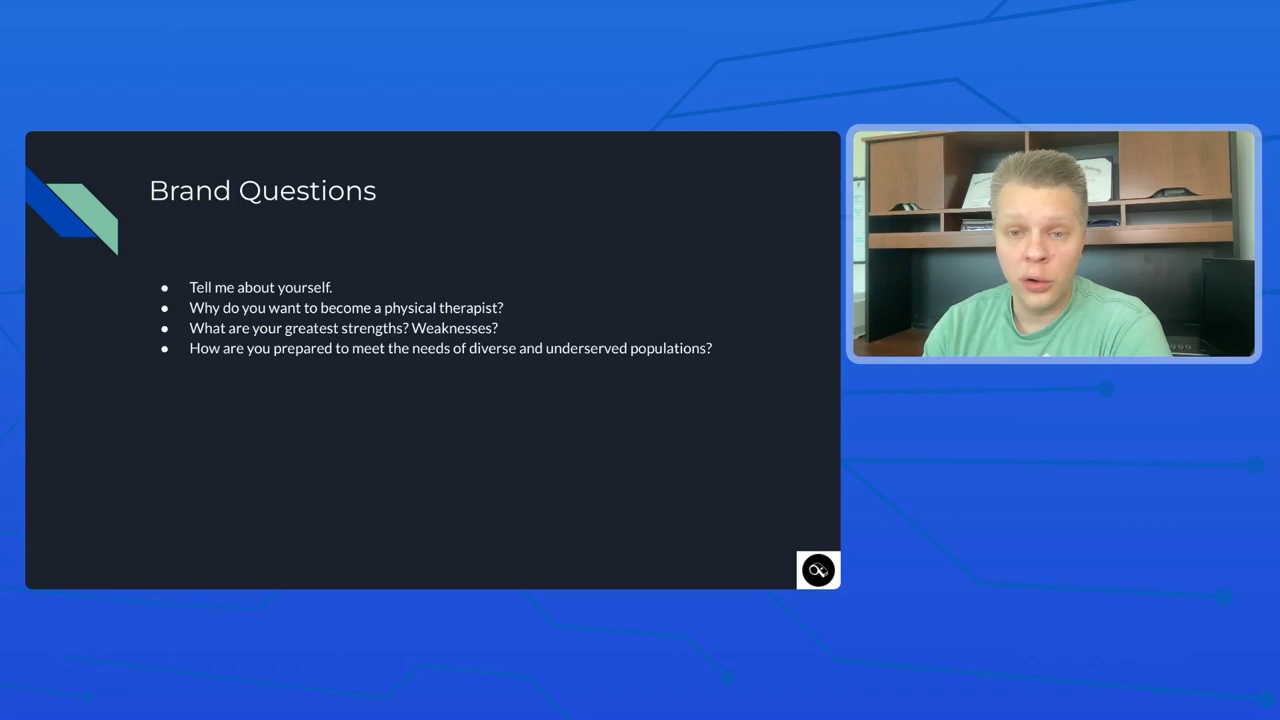 Brand Questions
● Tell me about yourself.
● Why do you want to become a physical therapist?
● What are your greatest strengths? Weaknesses?
● How are you prepared to meet the needs of diverse and underserved populations?